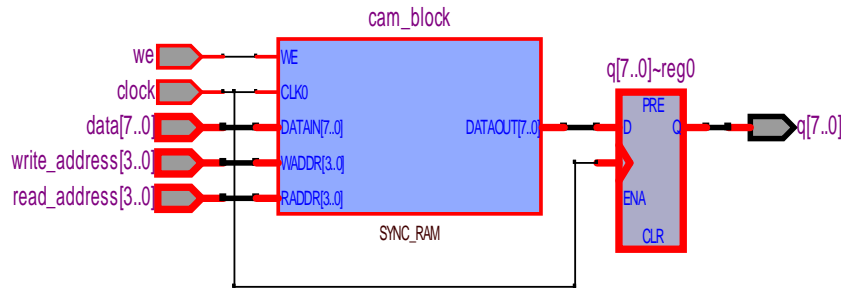 cam_block
we
clock
data[7..0]
write_address[3..0]
read_address[3..0]
WE
CLK0
DATAIN[7..0]
WADDR[3..0]
RADDR[3..0]
DATAOUT[7..0]
SYNC_RAM
q[7..0]~reg0
PRE
D
Q
ENA
CLR
q[7..0]